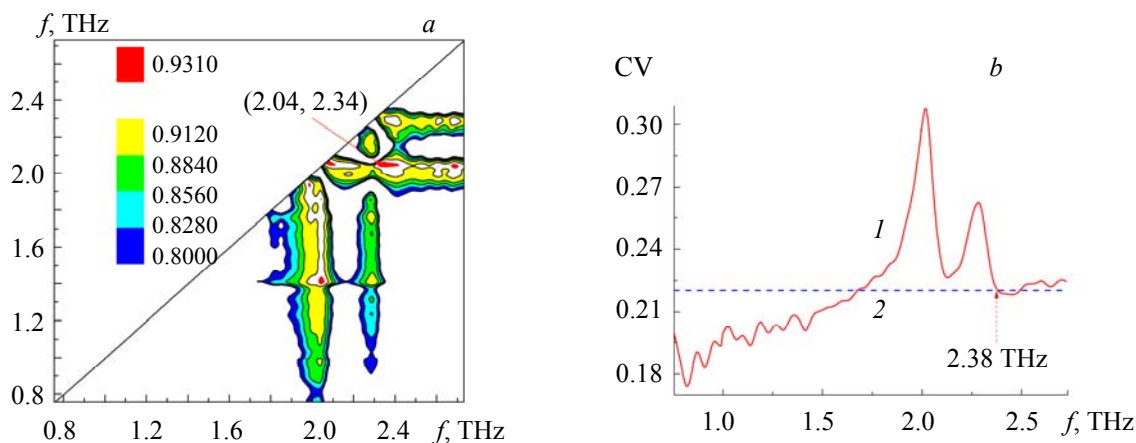 f, THz
a
0.9310
0.9120
0.8840
0.8560
0.8280
0.8000
(2.04, 2.34)
2.4
2.0
1.6
1.2
0.8
0.8 1.2 1.6 2.0 2.4 f, THz
CV
b
0.30
0.27
0.24
0.21
0.18
1
2
2.38 THz
1.0 1.5 2.0 2.5 f, THz